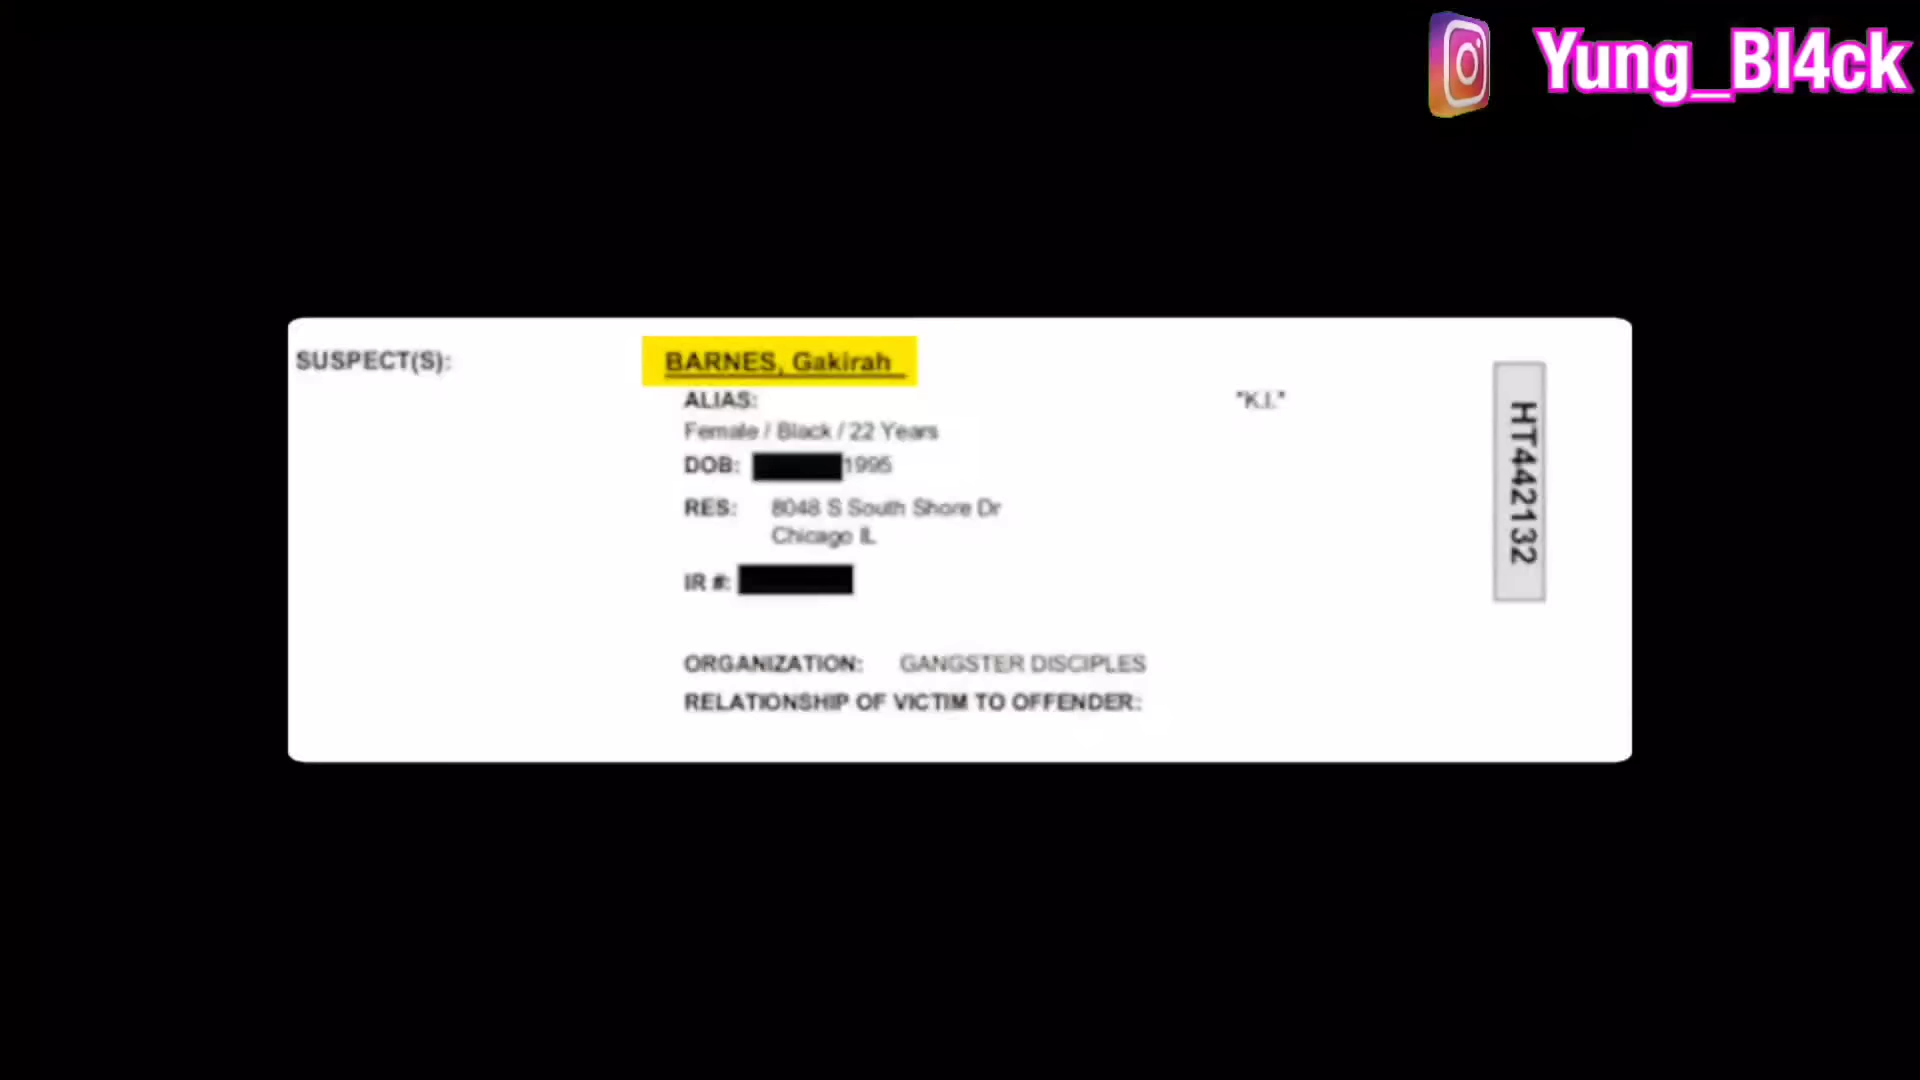 Yung_Bl4ck
SUSPECT(S): BARNES, Gakirah
ALIAS: "K.I."
Female / Black / 22 Years
DOB: 1995
RES: 8048 S South Shore Dr
Chicago IL
IR #:
ORGANIZATION: GANGSTER DISCIPLES
RELATIONSHIP OF VICTIM TO OFFENDER:
HT442132